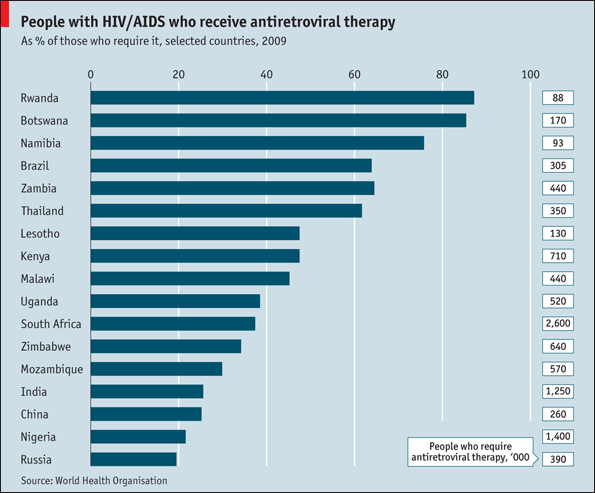 People with HIV/AIDS who receive antiretroviral therapy
As % of those who require it, selected countries, 2009
0 20 40 60 80 100
Rwanda 88
Botswana 170
Namibia 93
Brazil 305
Zambia 440
Thailand 350
Lesotho 130
Kenya 710
Malawi 440
Uganda 520
South Africa 2,600
Zimbabwe 640
Mozambique 570
India 1,250
China 260
Nigeria 1,400
Russia 390
People who require
antiretroviral therapy, ’000
Source: World Health Organisation